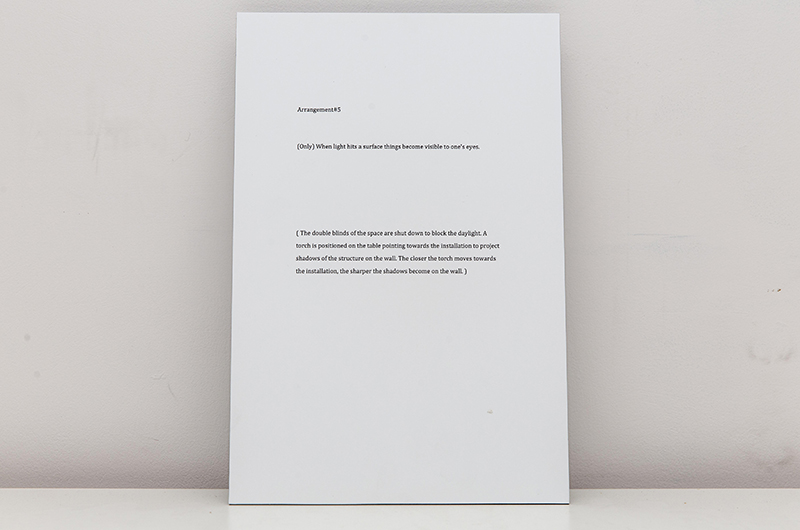 Arrangement#5
(Only) When light hits a surface things become visible to one's eyes.
( The double blinds of the space are shut down to block the daylight. A
torch is positioned on the table pointing towards the installation to project
shadows of the structure on the wall. The closer the torch moves towards
the installation, the sharper the shadows become on the wall. )